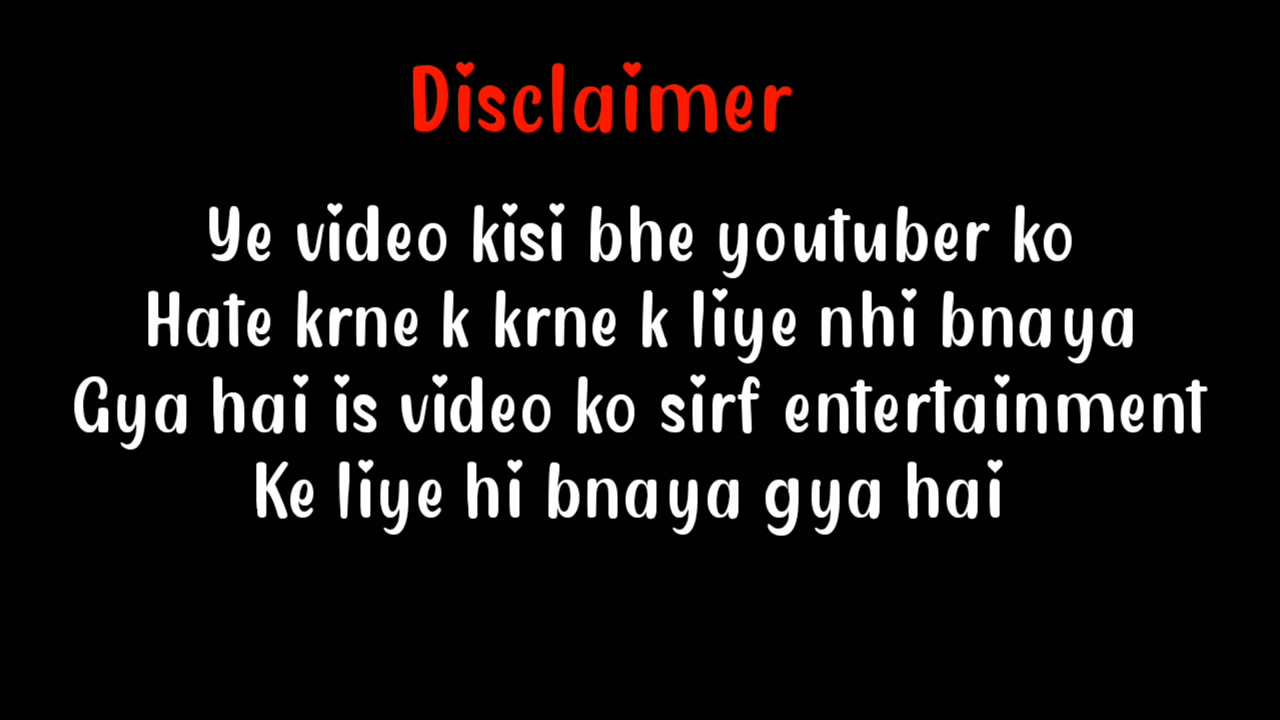 Disclaimer
Ye video kisi bhe youtuber ko
Hate krne k krne k liye nhi bnaya
Gya hai is video ko sirf entertainment
Ke liye hi bnaya gya hai